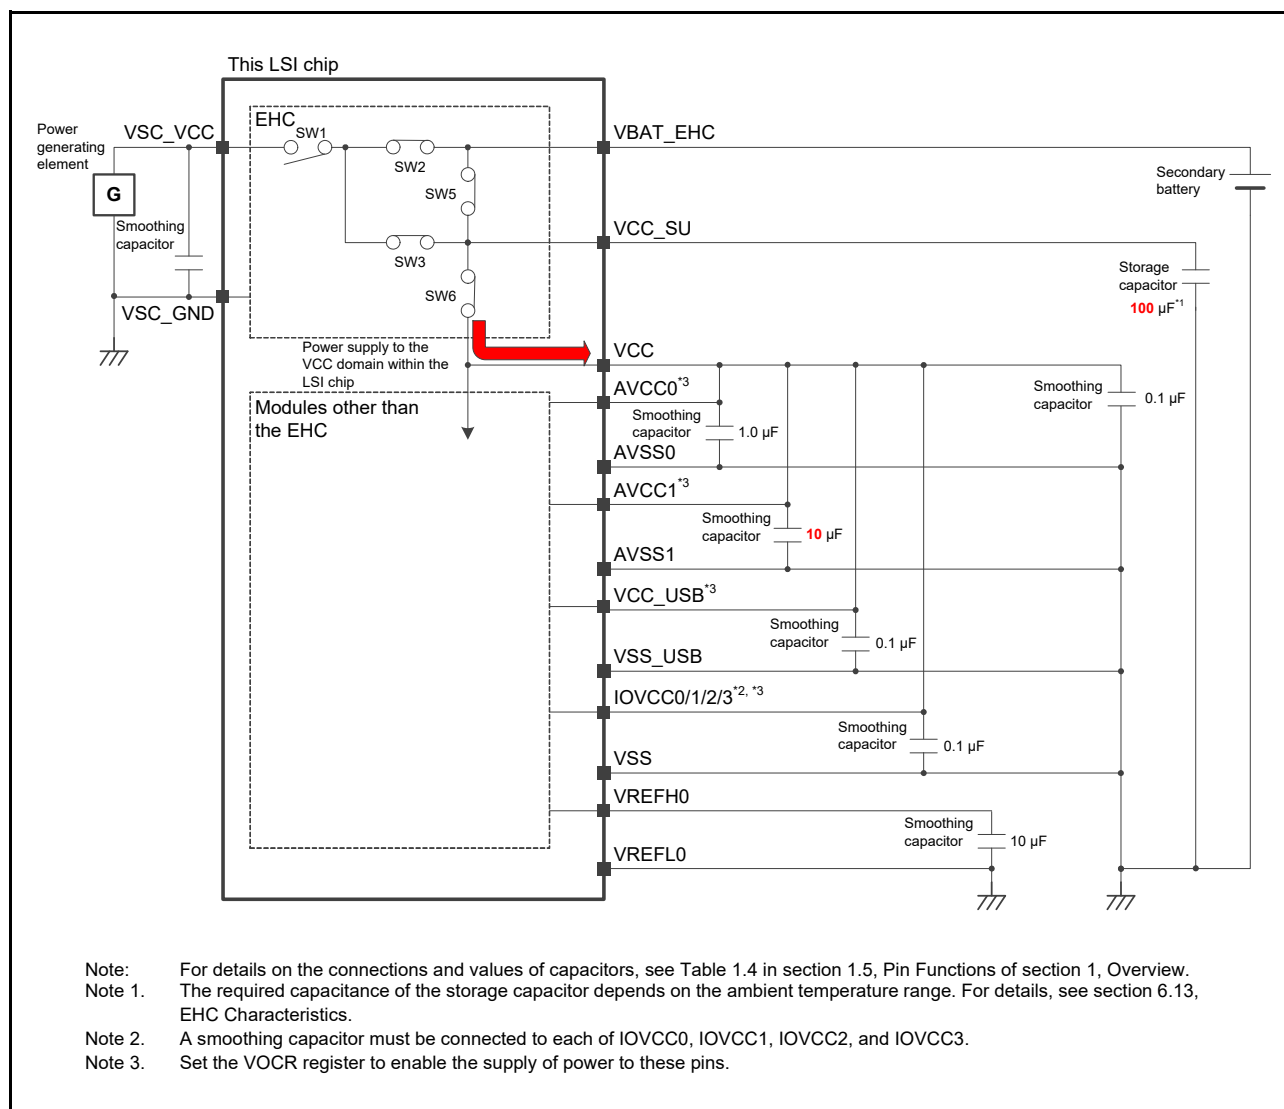 This LSI chip
Power
generating
element
VSC_VCC
EHC
SW1
VBAT_EHC
SW2
SW5
Secondary
battery
G
Smoothing
capacitor
VCC_SU
SW3
Storage
capacitor
100 µF*1
SW6
VSC_GND
Power supply to the
VCC domain within the
LSI chip
VCC
AVCC0*3
Smoothing
capacitor
0.1 µF
Modules other than
the EHC
Smoothing
capacitor
1.0 µF
AVSS0
AVCC1*3
Smoothing
capacitor
10 µF
AVSS1
VCC_USB*3
Smoothing
capacitor
0.1 µF
VSS_USB
IOVCC0/1/2/3*2, *3
Smoothing
capacitor
0.1 µF
VSS
VREFH0
Smoothing
capacitor
10 µF
VREFL0
Note: For details on the connections and values of capacitors, see Table 1.4 in section 1.5, Pin Functions of section 1, Overview.
Note 1. The required capacitance of the storage capacitor depends on the ambient temperature range. For details, see section 6.13,
EHC Characteristics.
Note 2. A smoothing capacitor must be connected to each of IOVCC0, IOVCC1, IOVCC2, and IOVCC3.
Note 3. Set the VOCR register to enable the supply of power to these pins.